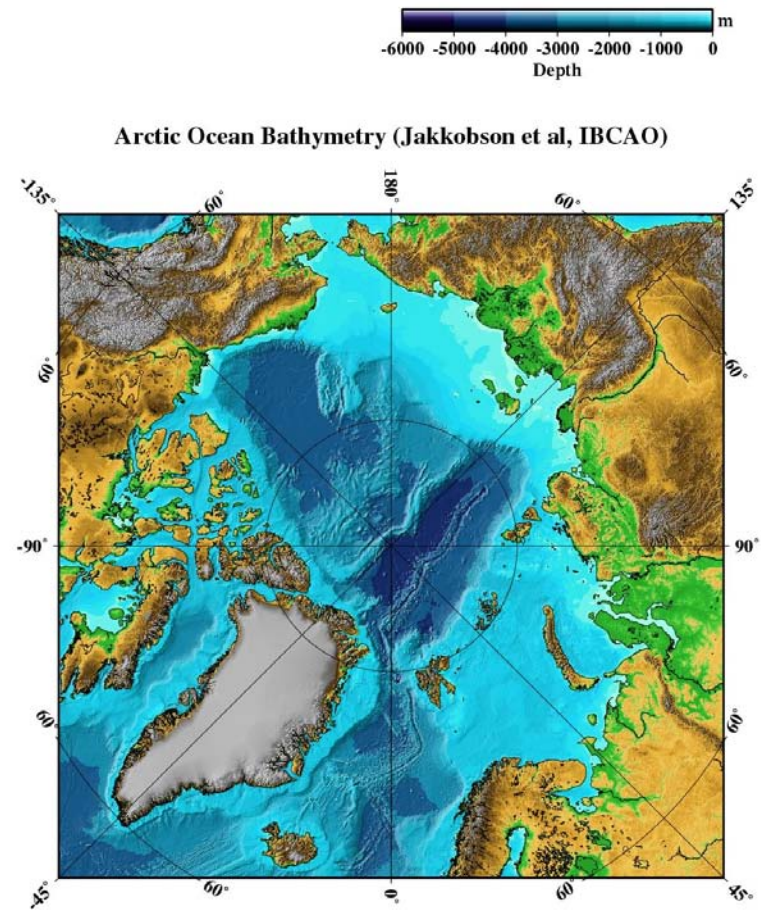 m
-6000 -5000 -4000 -3000 -2000 -1000 0
Depth
Arctic Ocean Bathymetry (Jakkobson et al, IBCAO)
-135° 60° 180° 60° 135°
60° 60°
-90° 90°
60° 60°
-45° 60° 0° 60° 45°